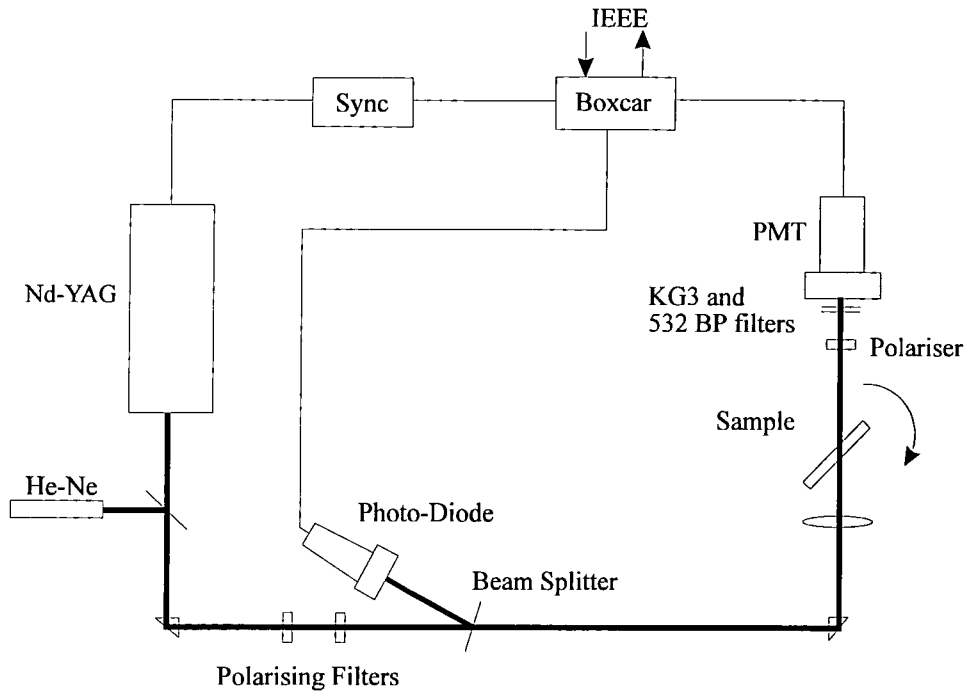 IEEE
Sync
Boxcar
PMT
Nd-YAG
KG3 and
532 BP filters
Polariser
Sample
He-Ne
Photo-Diode
Beam Splitter
Polarising Filters